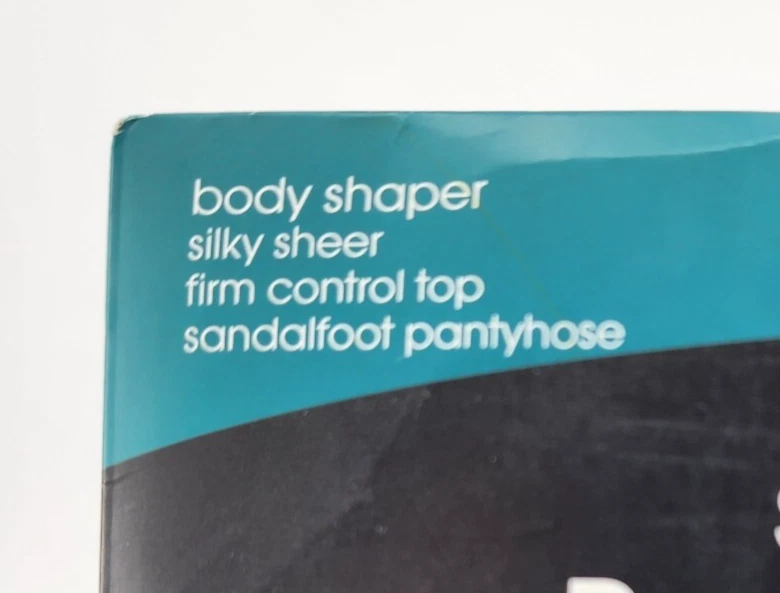 body shaper
silky sheer
firm control top
sandalfoot pantyhose